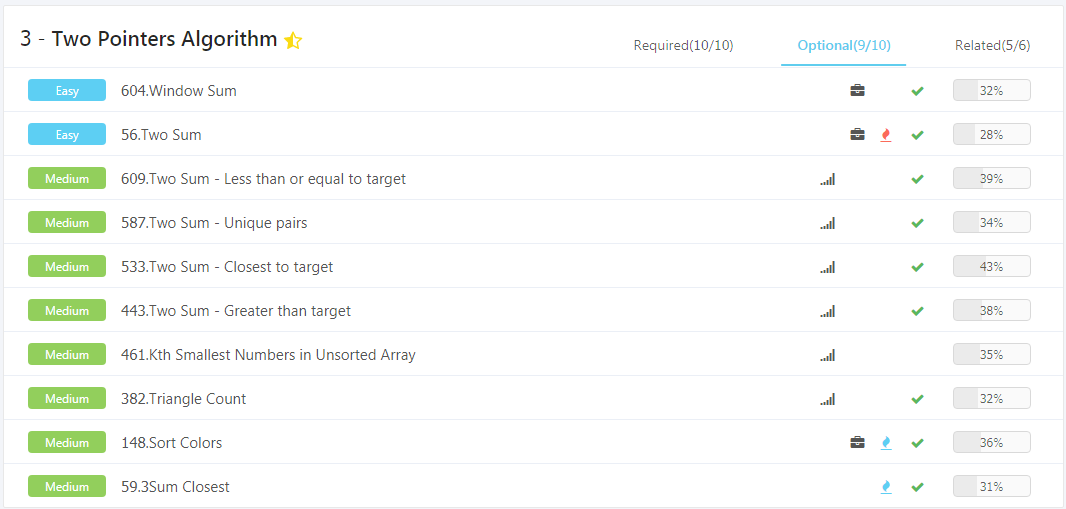 3 - Two Pointers Algorithm Required(10/10) Optional(9/10) Related(5/6)
Easy 604.Window Sum 32%
Easy 56.Two Sum 28%
Medium 609.Two Sum - Less than or equal to target 39%
Medium 587.Two Sum - Unique pairs 34%
Medium 533.Two Sum - Closest to target 43%
Medium 443.Two Sum - Greater than target 38%
Medium 461.Kth Smallest Numbers in Unsorted Array 35%
Medium 382.Triangle Count 32%
Medium 148.Sort Colors 36%
Medium 59.3Sum Closest 31%